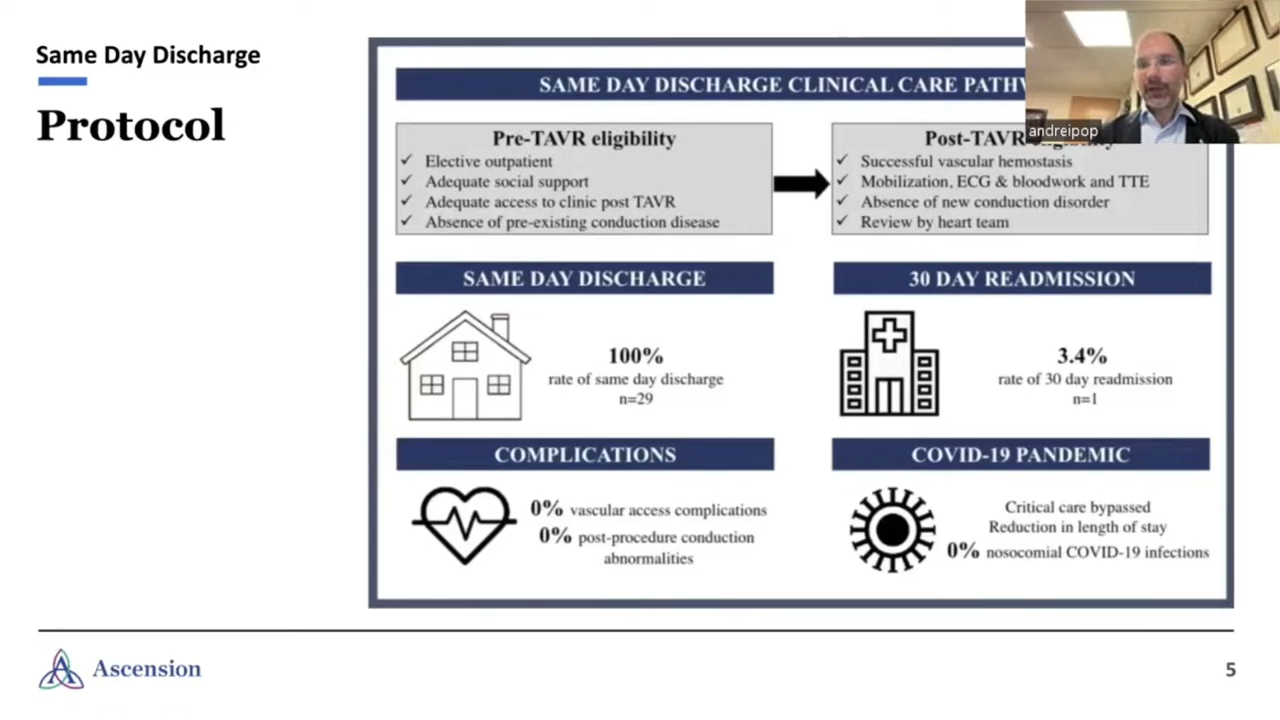 Same Day Discharge
Protocol
SAME DAY DISCHARGE CLINICAL CARE
andreipop
Pre-TAVR eligibility
✓ Elective outpatient
✓ Adequate social support
✓ Adequate access to clinic post TAVR
✓ Absence of pre-existing conduction disease
Post-TAVR
✓ Successful vascular hemostasis
✓ Mobilization, ECG & bloodwork and TTE
✓ Absence of new conduction disorder
✓ Review by heart team
SAME DAY DISCHARGE
100%
rate of same day discharge
n=29
30 DAY READMISSION
3.4%
rate of 30 day readmission
n=1
COMPLICATIONS
0% vascular access complications
0% post-procedure conduction
abnormalities
COVID-19 PANDEMIC
Critical care bypassed
Reduction in length of stay
0% nosocomial COVID-19 infections
Ascension
5